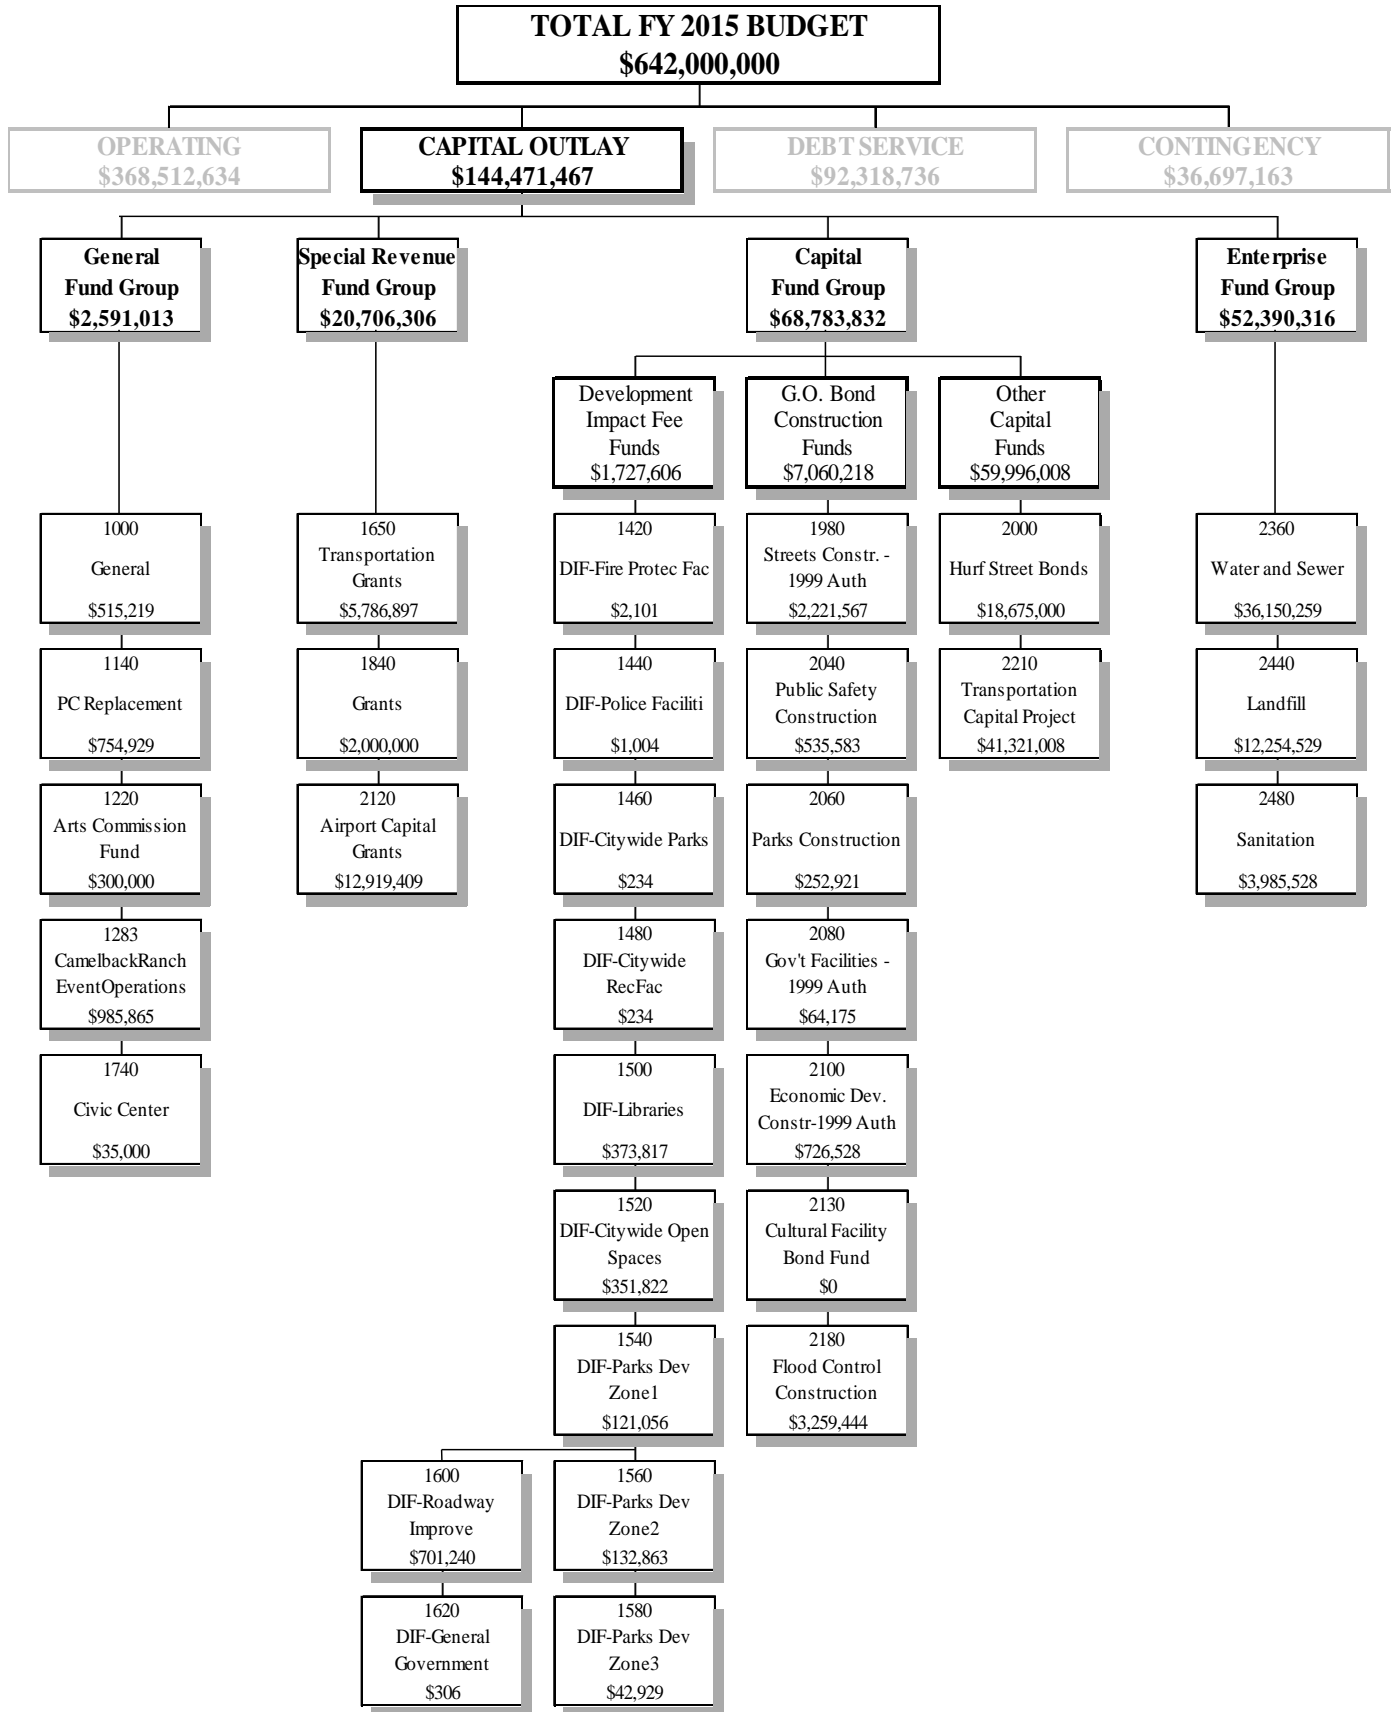 TOTAL FY 2015 BUDGET
$642,000,000
OPERATING
$368,512,634
CAPITAL OUTLAY
$144,471,467
DEBT SERVICE
$92,318,736
CONTINGENCY
$36,697,163
General
Fund Group
$2,591,013
Special Revenue
Fund Group
$20,706,306
Capital
Fund Group
$68,783,832
Enterprise
Fund Group
$52,390,316
Development
Impact Fee
Funds
$1,727,606
G.O. Bond
Construction
Funds
$7,060,218
Other
Capital
Funds
$59,996,008
1000
General
$515,219
1650
Transportation
Grants
$5,786,897
1420
DIF-Fire Protec Fac
$2,101
1980
Streets Constr. -
1999 Auth
$2,221,567
2000
Hurf Street Bonds
$18,675,000
2360
Water and Sewer
$36,150,259
1140
PC Replacement
$754,929
1840
Grants
$2,000,000
1440
DIF-Police Faciliti
$1,004
2040
Public Safety
Construction
$535,583
2210
Transportation
Capital Project
$41,321,008
2440
Landfill
$12,254,529
1220
Arts Commission
Fund
$300,000
2120
Airport Capital
Grants
$12,919,409
1460
DIF-Citywide Parks
$234
2060
Parks Construction
$252,921
2480
Sanitation
$3,985,528
1283
CamelbackRanch
EventOperations
$985,865
1480
DIF-Citywide
RecFac
$234
2080
Gov't Facilities -
1999 Auth
$64,175
1740
Civic Center
$35,000
1500
DIF-Libraries
$373,817
2100
Economic Dev.
Constr-1999 Auth
$726,528
1520
DIF-Citywide Open
Spaces
$351,822
2130
Cultural Facility
Bond Fund
$0
1540
DIF-Parks Dev
Zone1
$121,056
2180
Flood Control
Construction
$3,259,444
1600
DIF-Roadway
Improve
$701,240
1560
DIF-Parks Dev
Zone2
$132,863
1620
DIF-General
Government
$306
1580
DIF-Parks Dev
Zone3
$42,929